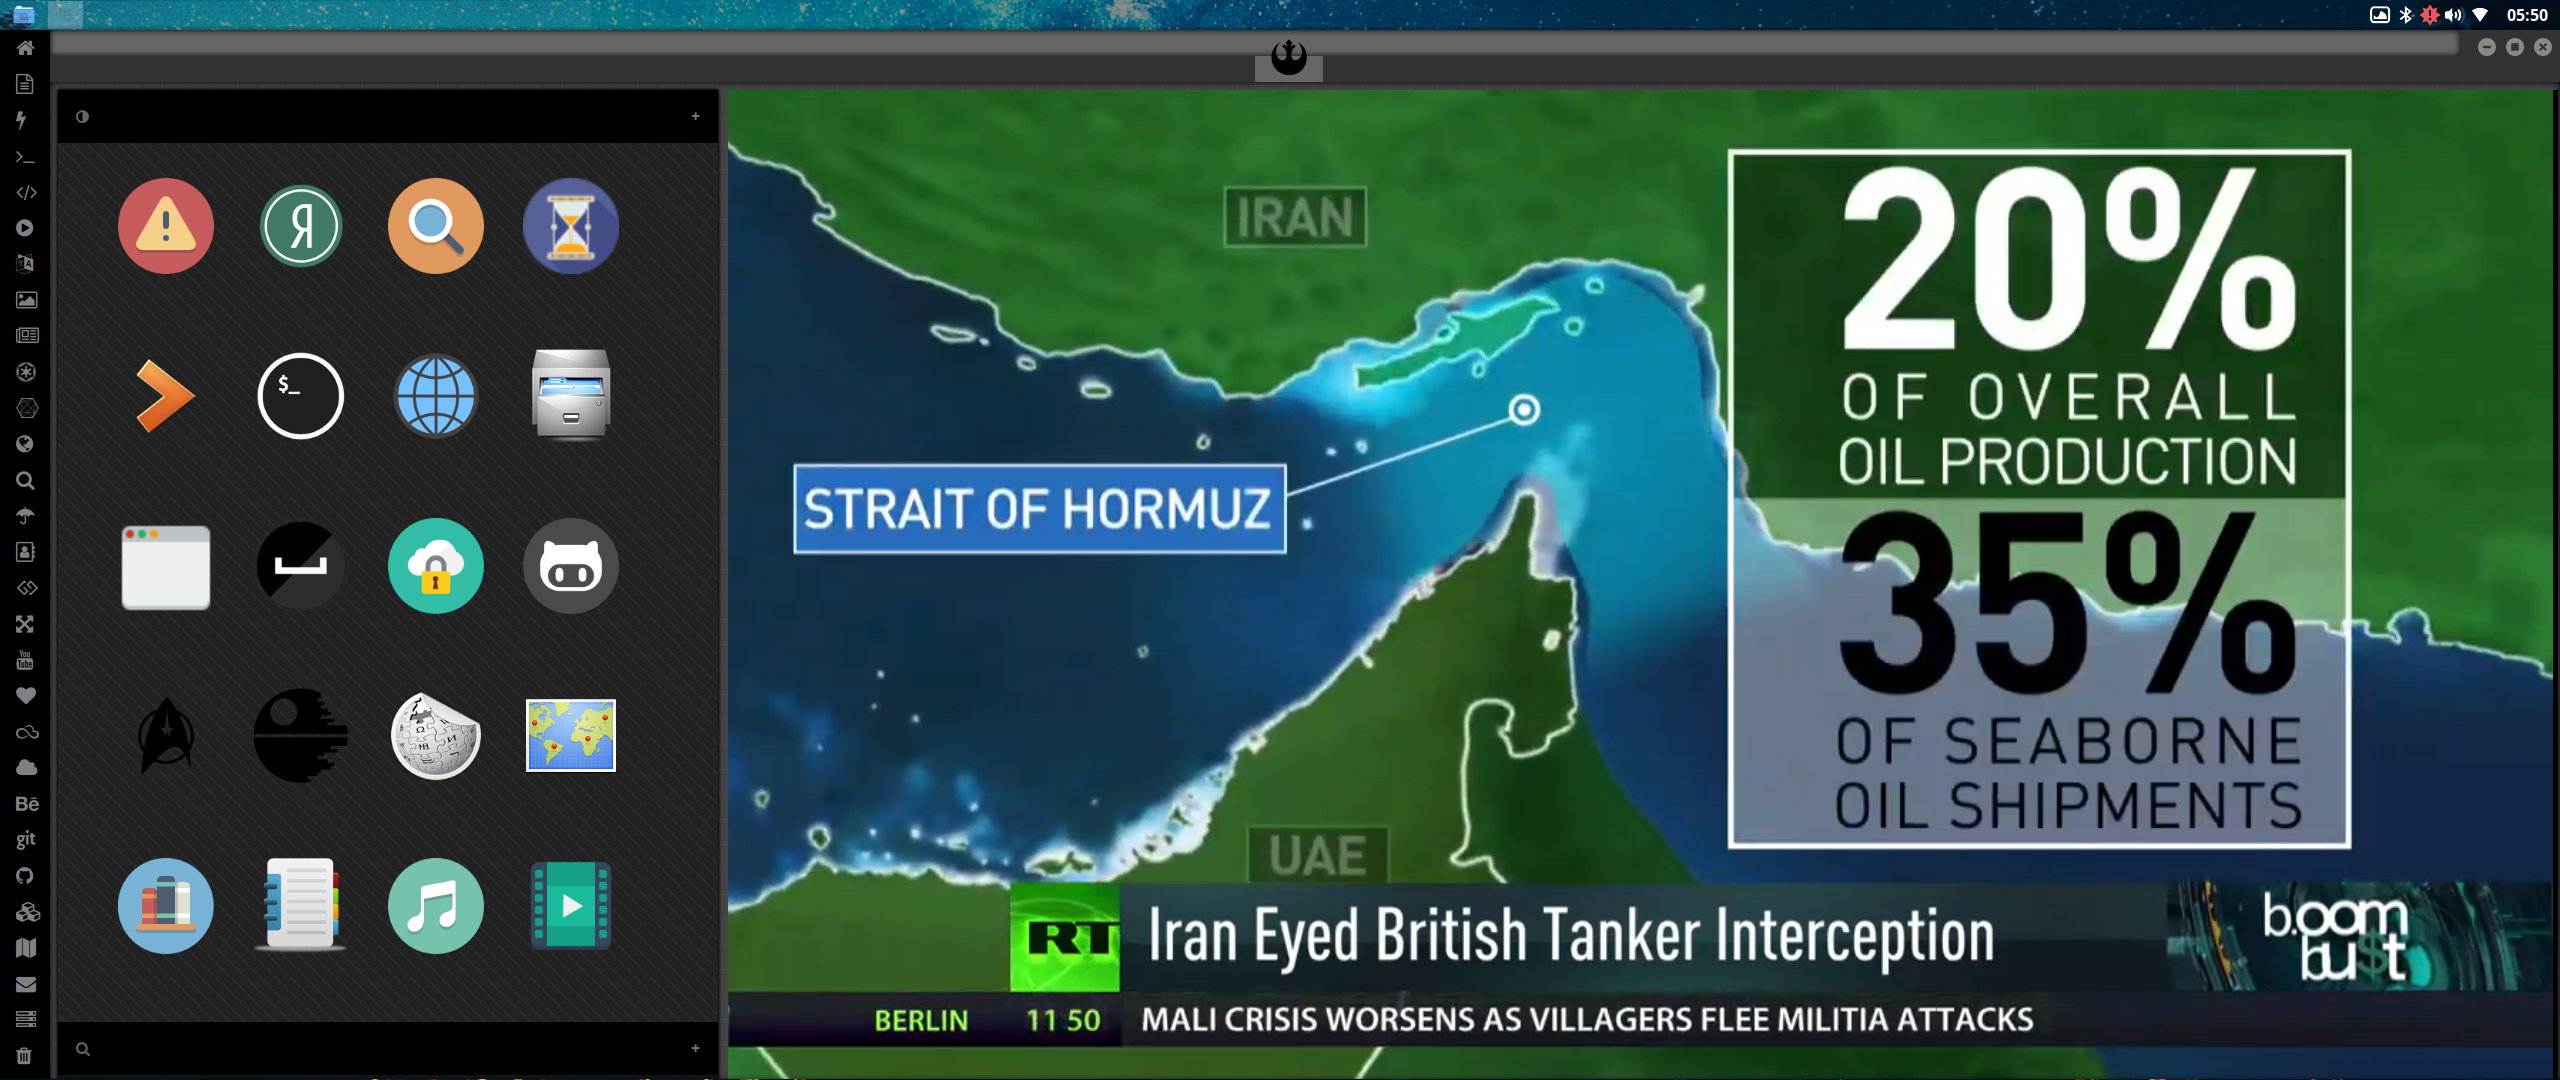 05:50
You
Tube
Bē
git
Я
$_
IRAN
STRAIT OF HORMUZ
UAE
20%
OF OVERALL
OIL PRODUCTION
35%
OF SEABORNE
OIL SHIPMENTS
RT
Iran Eyed British Tanker Interception
b.oom
bu$t
BERLIN 11 50 MALI CRISIS WORSENS AS VILLAGERS FLEE MILITIA ATTACKS